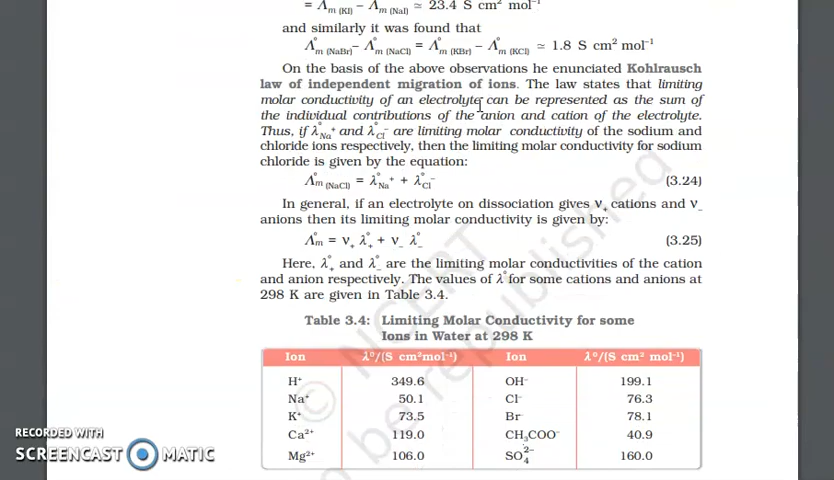 = Λ°m (KI) – Λ°m (NaI) ≃ 23.4 S cm² mol⁻¹
and similarly it was found that
Λ°m (NaBr) – Λ°m (NaCl) = Λ°m (KBr) – Λ°m (KCl) ≃ 1.8 S cm² mol⁻¹
On the basis of the above observations he enunciated Kohlrausch
law of independent migration of ions. The law states that limiting
molar conductivity of an electrolyte can be represented as the sum of
the individual contributions of the anion and cation of the electrolyte.
Thus, if λ°Na⁺ and λ°Cl⁻ are limiting molar conductivity of the sodium and
chloride ions respectively, then the limiting molar conductivity for sodium
chloride is given by the equation:
Λ°m (NaCl) = λ°Na⁺ + λ°Cl⁻ (3.24)
In general, if an electrolyte on dissociation gives ν₊ cations and ν₋
anions then its limiting molar conductivity is given by:
Λ°m = ν₊ λ°₊ + ν₋ λ°₋ (3.25)
Here, λ°₊ and λ°₋ are the limiting molar conductivities of the cation
and anion respectively. The values of λ° for some cations and anions at
298 K are given in Table 3.4.
Table 3.4: Limiting Molar Conductivity for some
Ions in Water at 298 K
Ion λ⁰/(S cm²mol⁻¹) Ion λ⁰/(S cm² mol⁻¹)
H⁺ 349.6 OH⁻ 199.1
Na⁺ 50.1 Cl⁻ 76.3
K⁺ 73.5 Br⁻ 78.1
Ca²⁺ 119.0 CH₃COO⁻ 40.9
Mg²⁺ 106.0 SO₄²⁻ 160.0
© NCERT
be republished
RECORDED WITH
SCREENCAST MATIC